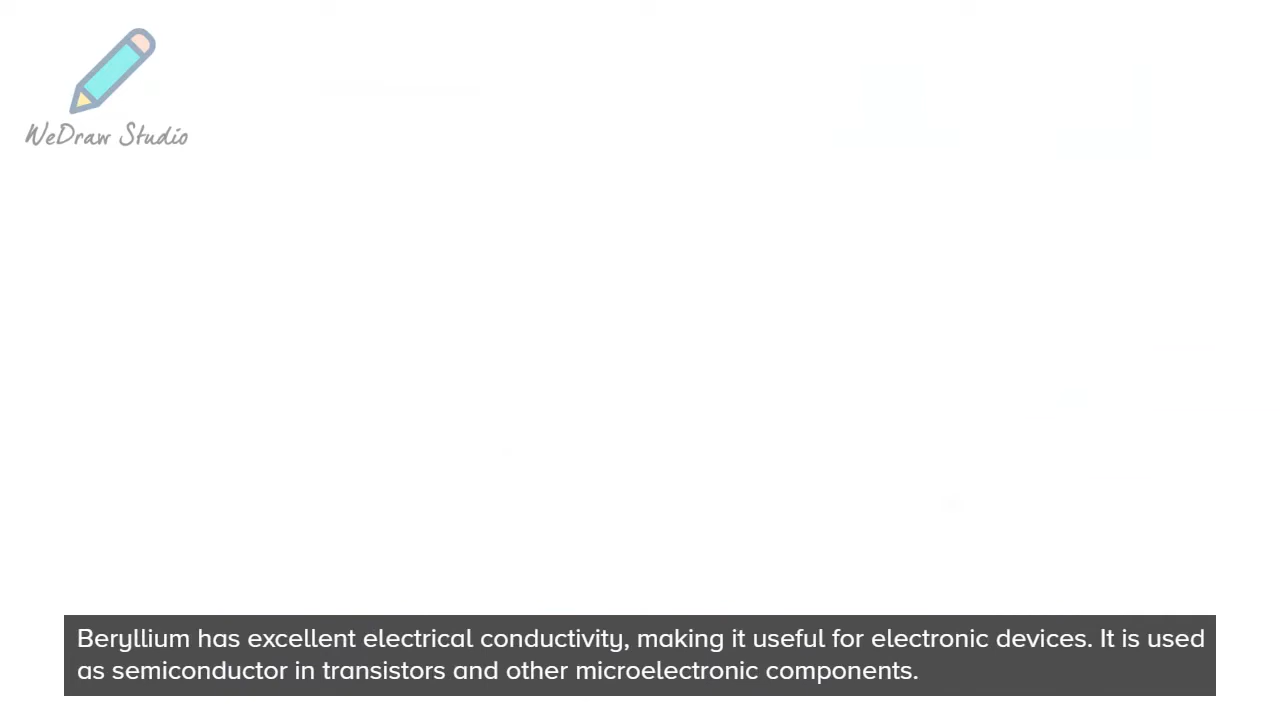 WeDraw Studio
Beryllium has excellent electrical conductivity, making it useful for electronic devices. It is used
as semiconductor in transistors and other microelectronic components.